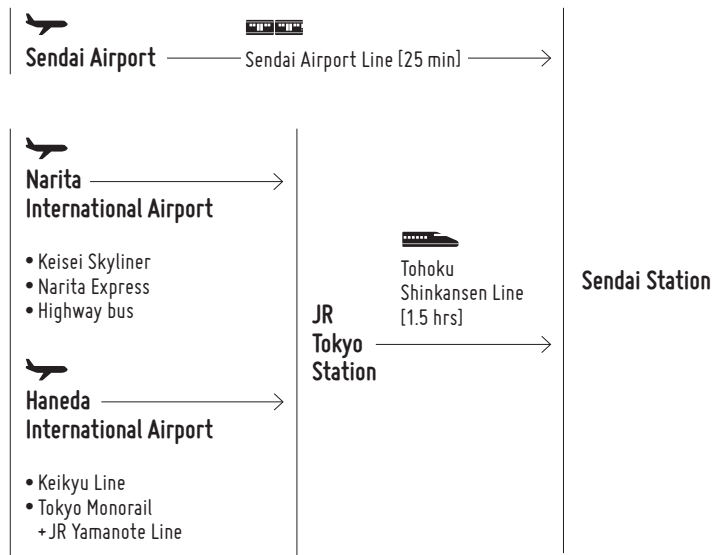 Sendai Airport
Sendai Airport Line [25 min]
Narita
International Airport
• Keisei Skyliner
• Narita Express
• Highway bus
Haneda
International Airport
• Keikyu Line
• Tokyo Monorail
+JR Yamanote Line
JR
Tokyo
Station
Tohoku
Shinkansen Line
[1.5 hrs]
Sendai Station